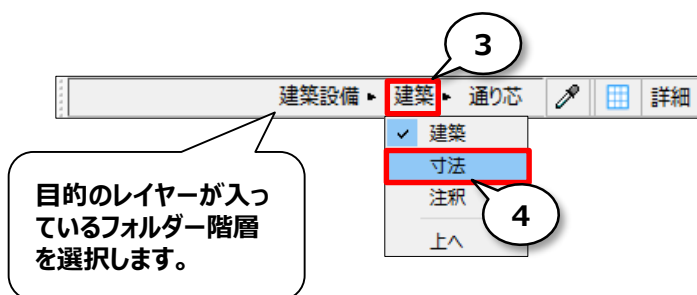 3
建築設備 ▸ 建築 ▸ 通り芯 詳細
✓ 建築
寸法
注釈
4
上へ
目的のレイヤーが入っ
ているフォルダー階層
を選択します。